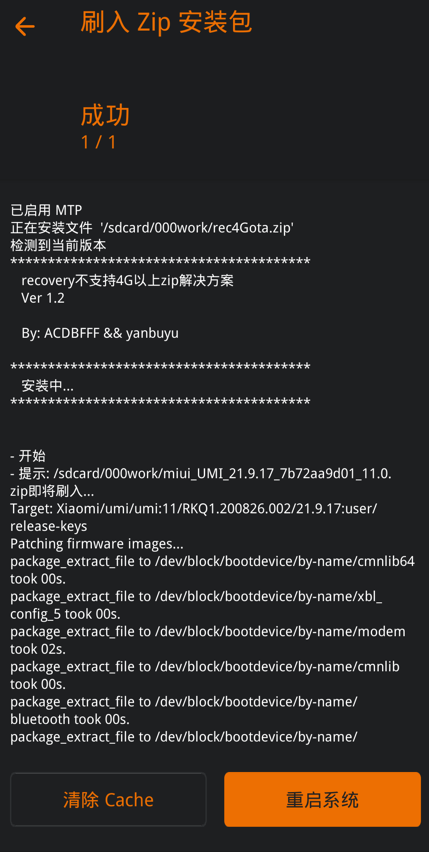 刷入 Zip 安装包
成功
1 / 1
已启用 MTP
正在安装文件 '/sdcard/000work/rec4Gota.zip'
检测到当前版本
****************************************
recovery不支持4G以上zip解决方案
Ver 1.2
By: ACDBFFF && yanbuyu
****************************************
安装中...
****************************************
- 开始
- 提示: /sdcard/000work/miui_UMI_21.9.17_7b72aa9d01_11.0.
zip即将刷入...
Target: Xiaomi/umi/umi:11/RKQ1.200826.002/21.9.17:user/
release-keys
Patching firmware images...
package_extract_file to /dev/block/bootdevice/by-name/cmnlib64
took 00s.
package_extract_file to /dev/block/bootdevice/by-name/xbl_
config_5 took 00s.
package_extract_file to /dev/block/bootdevice/by-name/modem
took 02s.
package_extract_file to /dev/block/bootdevice/by-name/cmnlib
took 00s.
package_extract_file to /dev/block/bootdevice/by-name/
bluetooth took 00s.
package_extract_file to /dev/block/bootdevice/by-name/
清除 Cache
重启系统